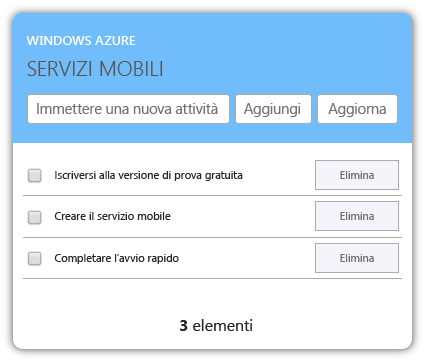 WINDOWS AZURE
SERVIZI MOBILI
Immettere una nuova attività Aggiungi Aggiorna
Iscriversi alla versione di prova gratuita Elimina
Creare il servizio mobile Elimina
Completare l'avvio rapido Elimina
3 elementi